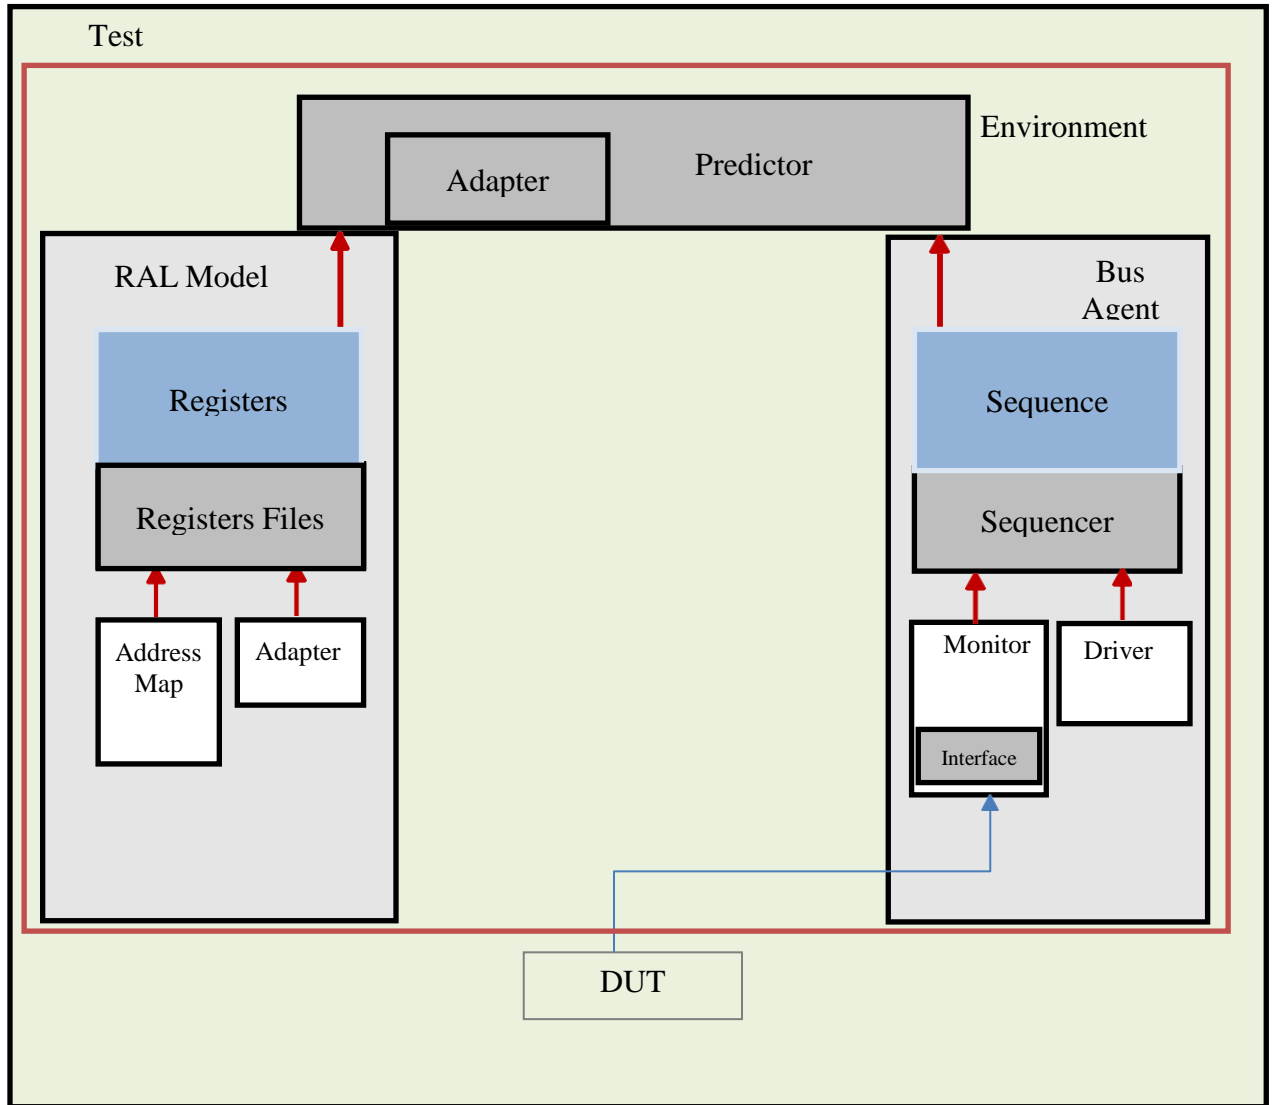 Test
Environment
Predictor
Adapter
RAL Model
Registers
Registers Files
Address
Map
Adapter
Bus
Agent
Sequence
Sequencer
Monitor
Interface
Driver
DUT